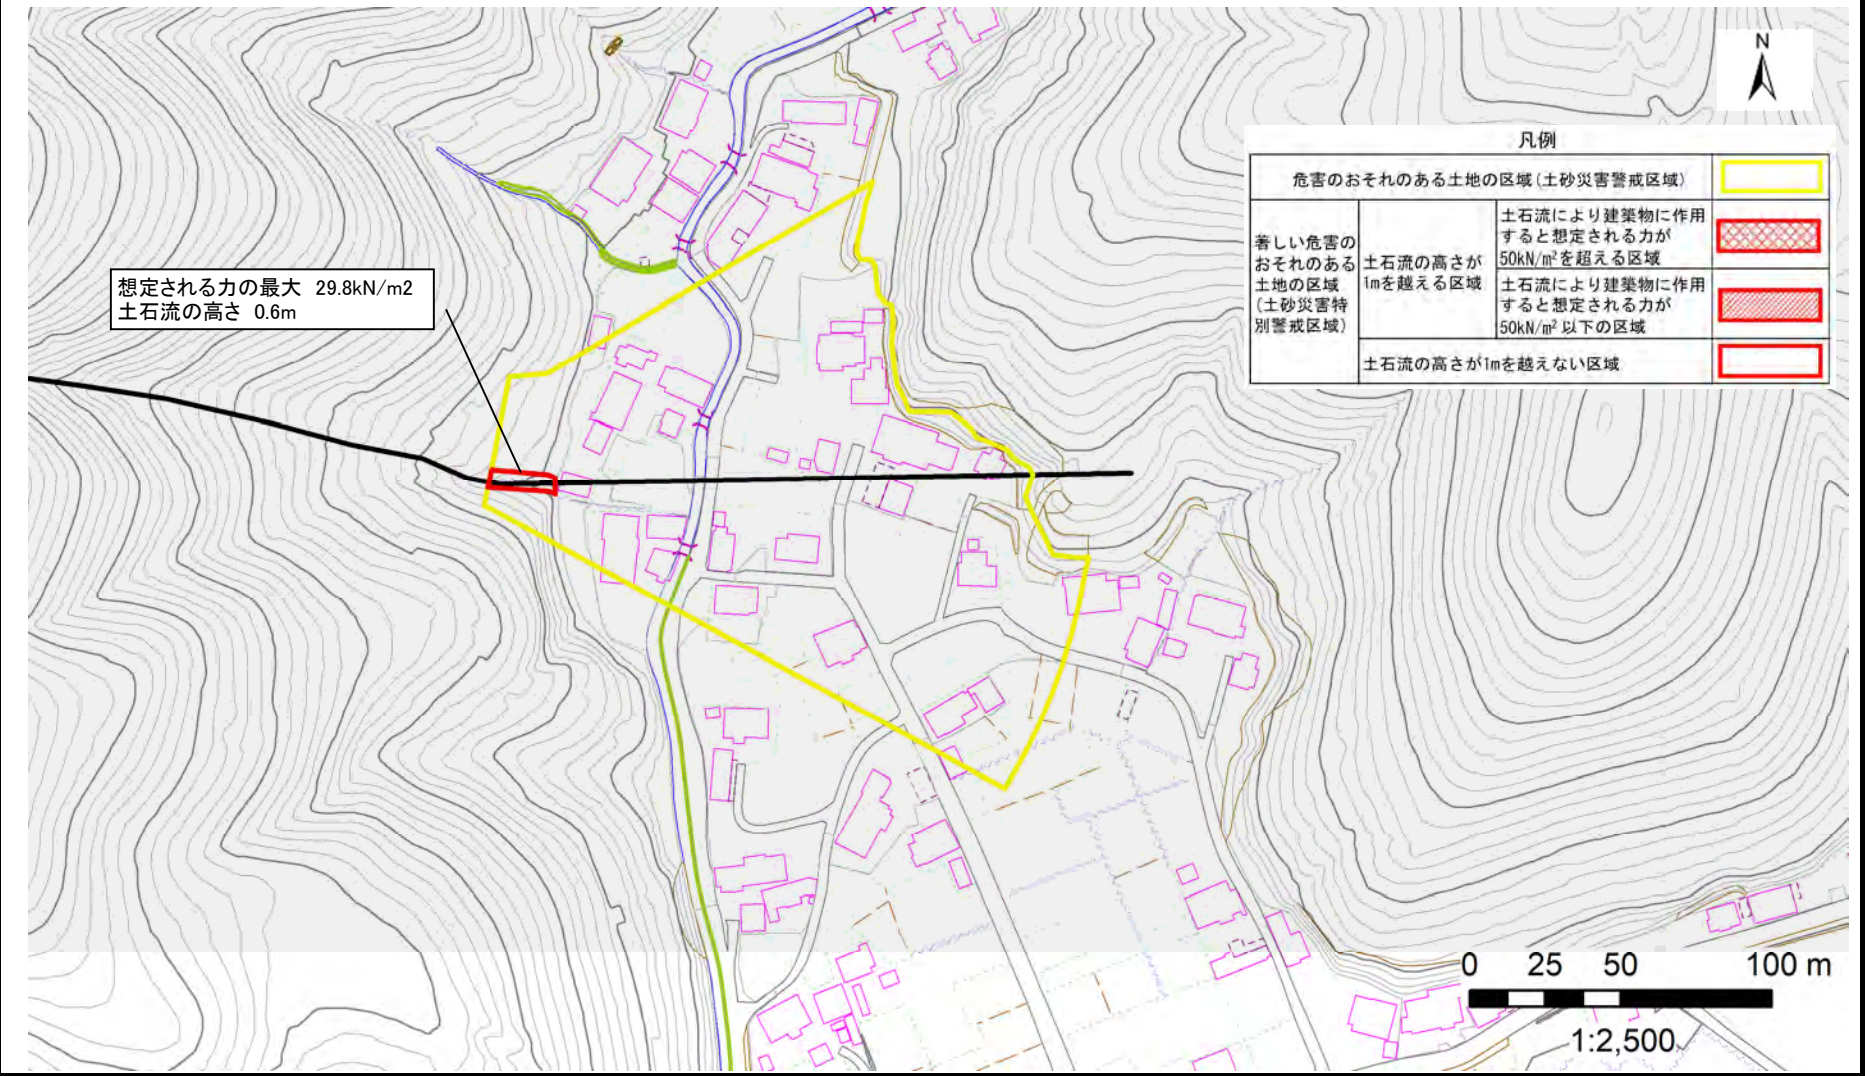 N
凡例
危害のおそれのある土地の区域(土砂災害警戒区域)
著しい危害の
おそれのある
土地の区域
(土砂災害特
別警戒区域)
土石流の高さが
1mを越える区域
土石流により建築物に作用
すると想定される力が
50kN/m²を超える区域
土石流により建築物に作用
すると想定される力が
50kN/m²以下の区域
土石流の高さが1mを越えない区域
想定される力の最大 29.8kN/m2
土石流の高さ 0.6m
0 25 50 100 m
1:2,500